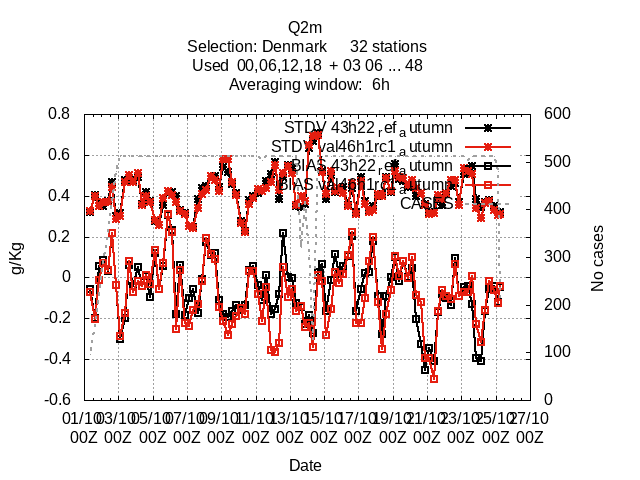 Q2m
Selection: Denmark 32 stations
Used 00,06,12,18 + 03 06 ... 48
Averaging window: 6h
0.8
0.6
0.4
0.2
0
-0.2
-0.4
-0.6
g/Kg
600
500
400
300
200
100
0
No cases
STDV 43h22refautumn
STDV val46h1rc1autumn
BIAS 43h22refautumn
BIAS val46h1rc1autumn
CASES
01/10 03/10 05/10 07/10 09/10 11/10 13/10 15/10 17/10 19/10 21/10 23/10 25/10 27/10
00Z 00Z 00Z 00Z 00Z 00Z 00Z 00Z 00Z 00Z 00Z 00Z 00Z 00Z
Date